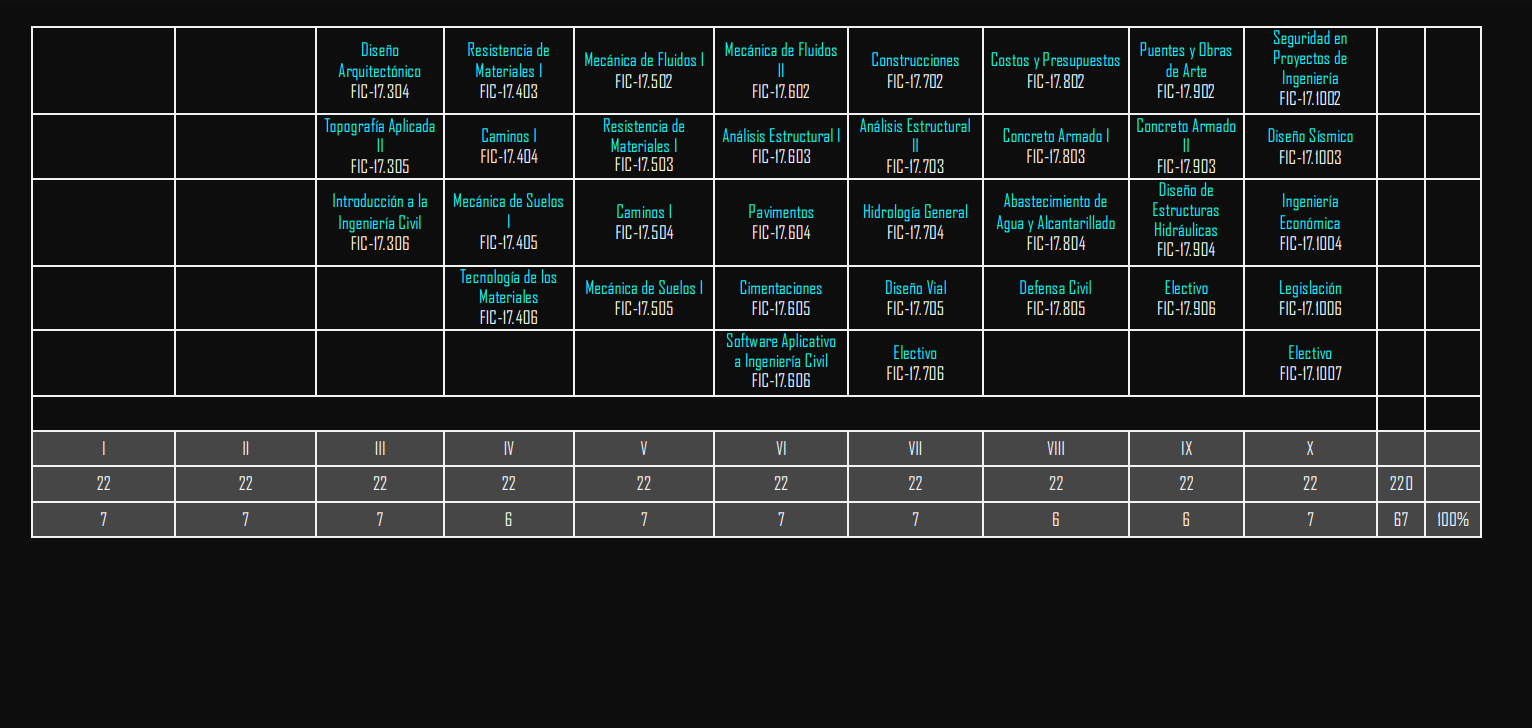 Diseño
Arquitectónico
FIC-17.304
Resistencia de
Materiales I
FIC-17.403
Mecánica de Fluidos I
FIC-17.502
Mecánica de Fluidos
II
FIC-17.602
Construcciones
FIC-17.702
Costos y Presupuestos
FIC-17.802
Puentes y Obras
de Arte
FIC-17.902
Seguridad en
Proyectos de
Ingeniería
FIC-17.1002
Topografía Aplicada
II
FIC-17.305
Caminos I
FIC-17.404
Resistencia de
Materiales I
FIC-17.503
Análisis Estructural I
FIC-17.603
Análisis Estructural
II
FIC-17.703
Concreto Armado I
FIC-17.803
Concreto Armado
II
FIC-17.903
Diseño Sísmico
FIC-17.1003
Introducción a la
Ingeniería Civil
FIC-17.306
Mecánica de Suelos
I
FIC-17.405
Caminos I
FIC-17.504
Pavimentos
FIC-17.604
Hidrología General
FIC-17.704
Abastecimiento de
Agua y Alcantarillado
FIC-17.804
Diseño de
Estructuras
Hidráulicas
FIC-17.904
Ingeniería
Económica
FIC-17.1004
Tecnología de los
Materiales
FIC-17.406
Mecánica de Suelos I
FIC-17.505
Cimentaciones
FIC-17.605
Diseño Vial
FIC-17.705
Defensa Civil
FIC-17.805
Electivo
FIC-17.906
Legislación
FIC-17.1006
Software Aplicativo
a Ingeniería Civil
FIC-17.606
Electivo
FIC-17.706
Electivo
FIC-17.1007
I II III IV V VI VII VIII IX X
22 22 22 22 22 22 22 22 22 22 220
7 7 7 6 7 7 7 6 6 7 67 100%